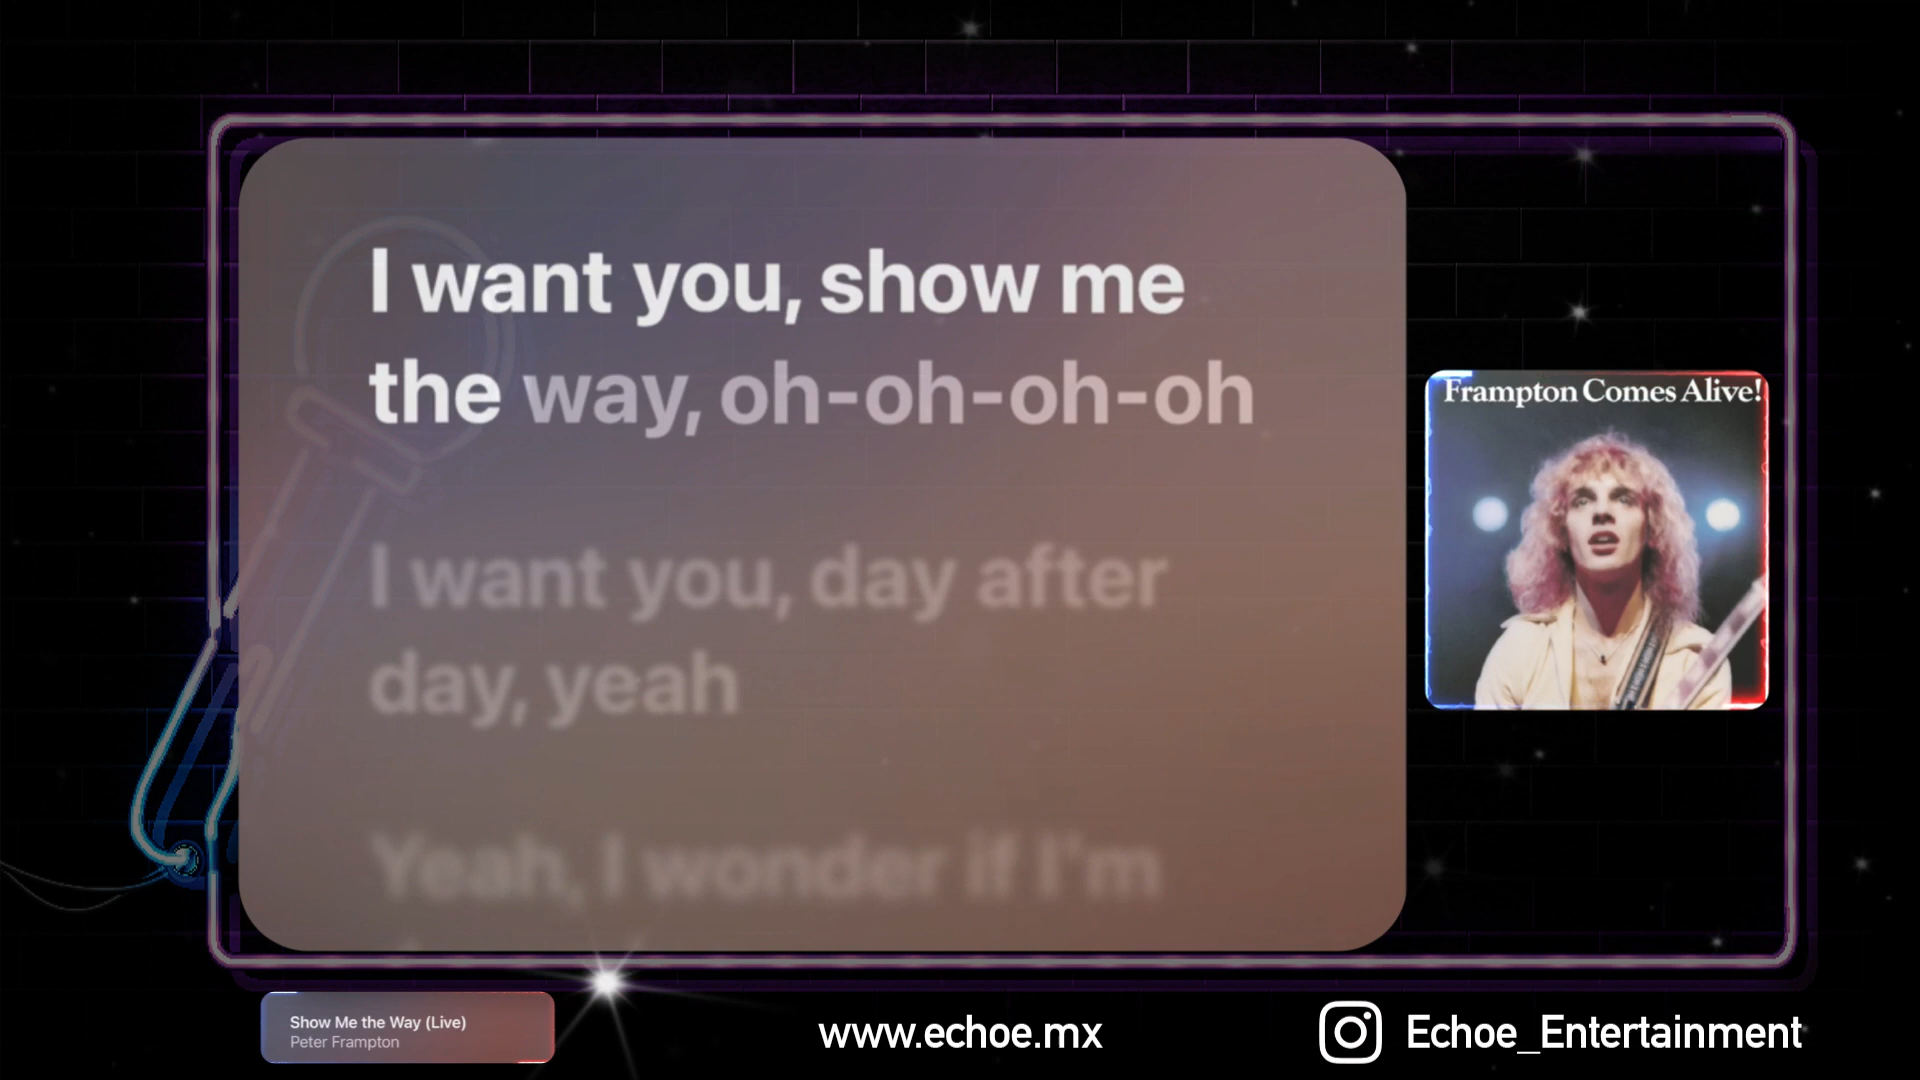 I want you, show me
the way, oh-oh-oh-oh
I want you, day after
day, yeah
Yeah, I wonder if I'm
Frampton Comes Alive!
Show Me the Way (Live)
Peter Frampton
www.echoe.mx
Echoe_Entertainment